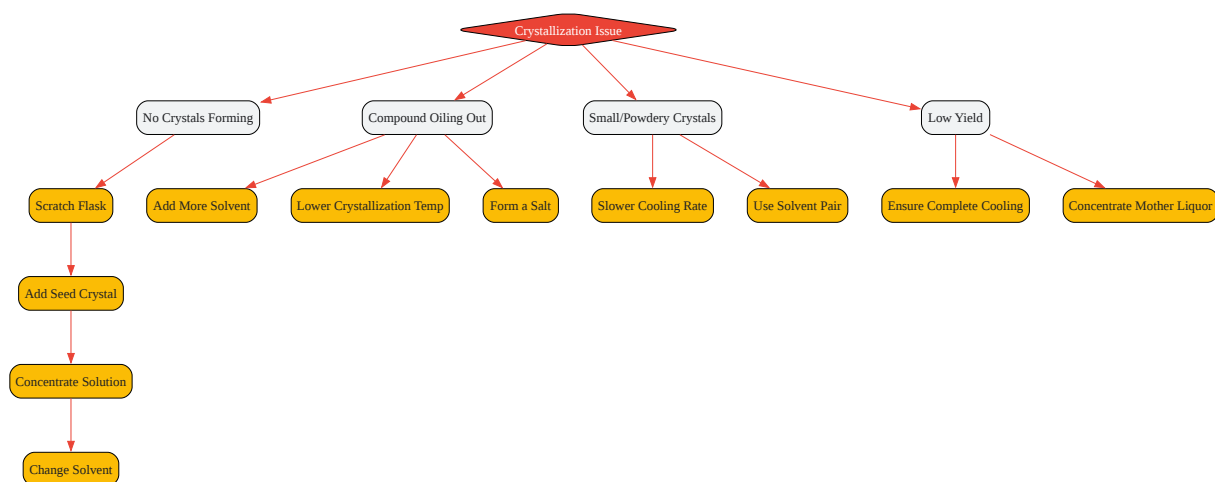 Crystallization Issue
No Crystals Forming
Compound Oiling Out
Small/Powdery Crystals
Low Yield
Scratch Flask
Add More Solvent
Lower Crystallization Temp
Form a Salt
Slower Cooling Rate
Use Solvent Pair
Ensure Complete Cooling
Concentrate Mother Liquor
Add Seed Crystal
Concentrate Solution
Change Solvent